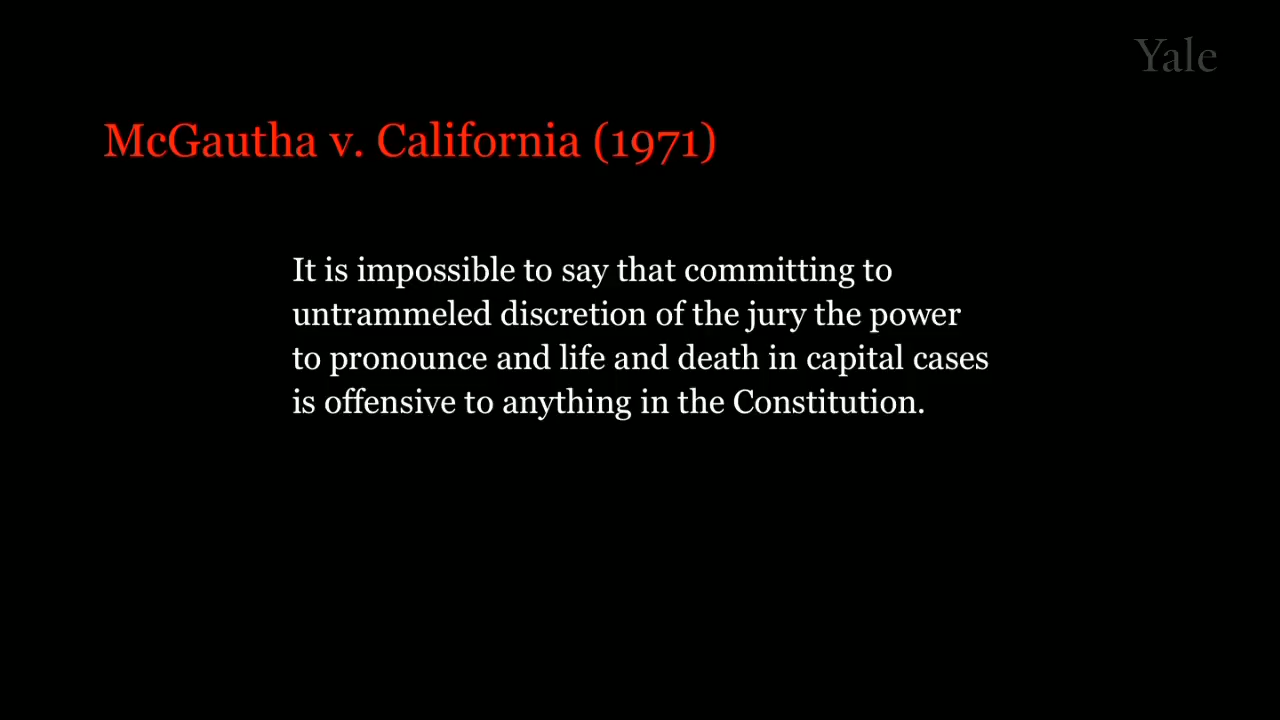 Yale
McGautha v. California (1971)
It is impossible to say that committing to
untrammeled discretion of the jury the power
to pronounce and life and death in capital cases
is offensive to anything in the Constitution.